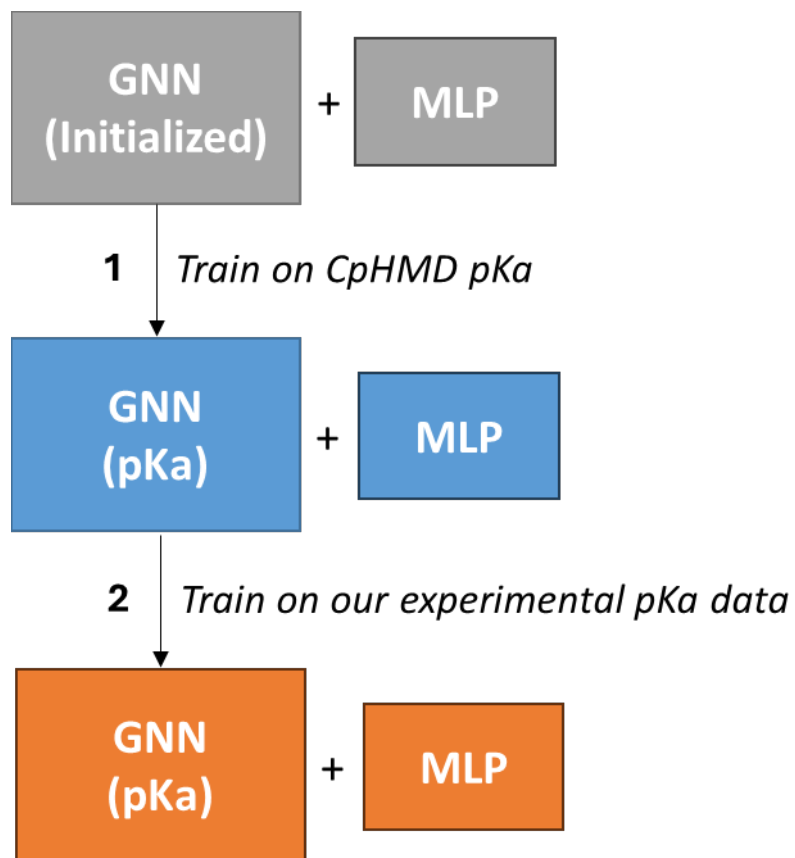 GNN
(Initialized)
+
MLP
1
Train on CpHMD pKa
GNN
(pKa)
+
MLP
2
Train on our experimental pKa data
GNN
(pKa)
+
MLP